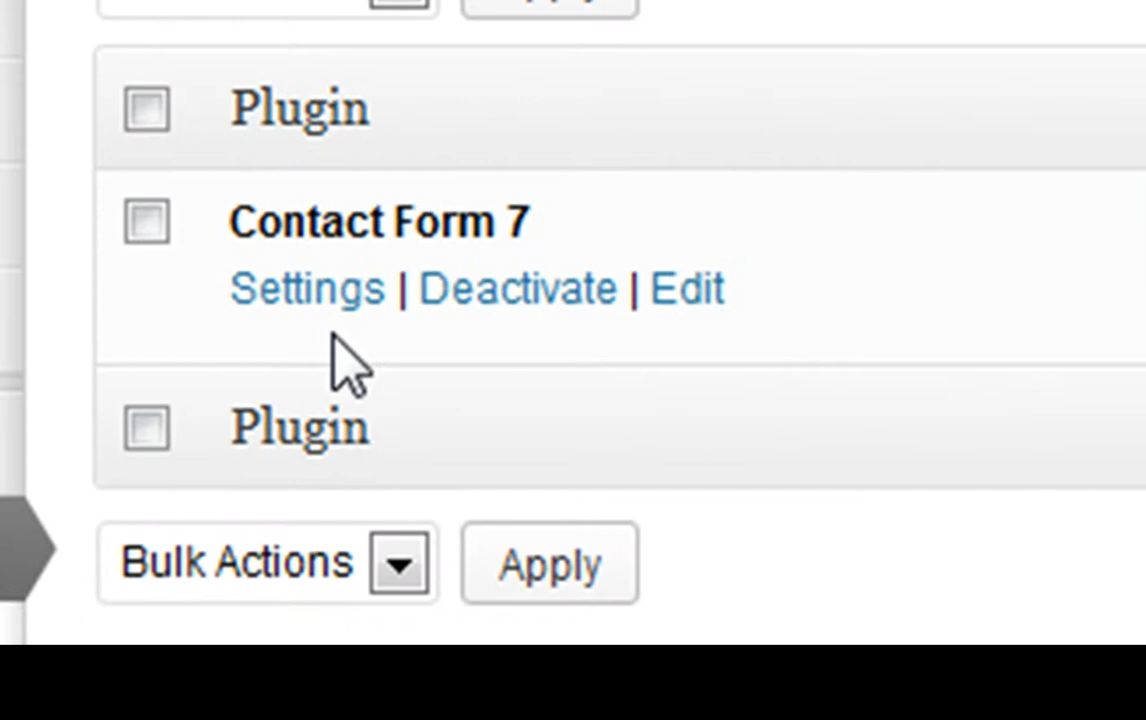 Plugin
Contact Form 7
Settings | Deactivate | Edit
Plugin
Bulk Actions
Apply